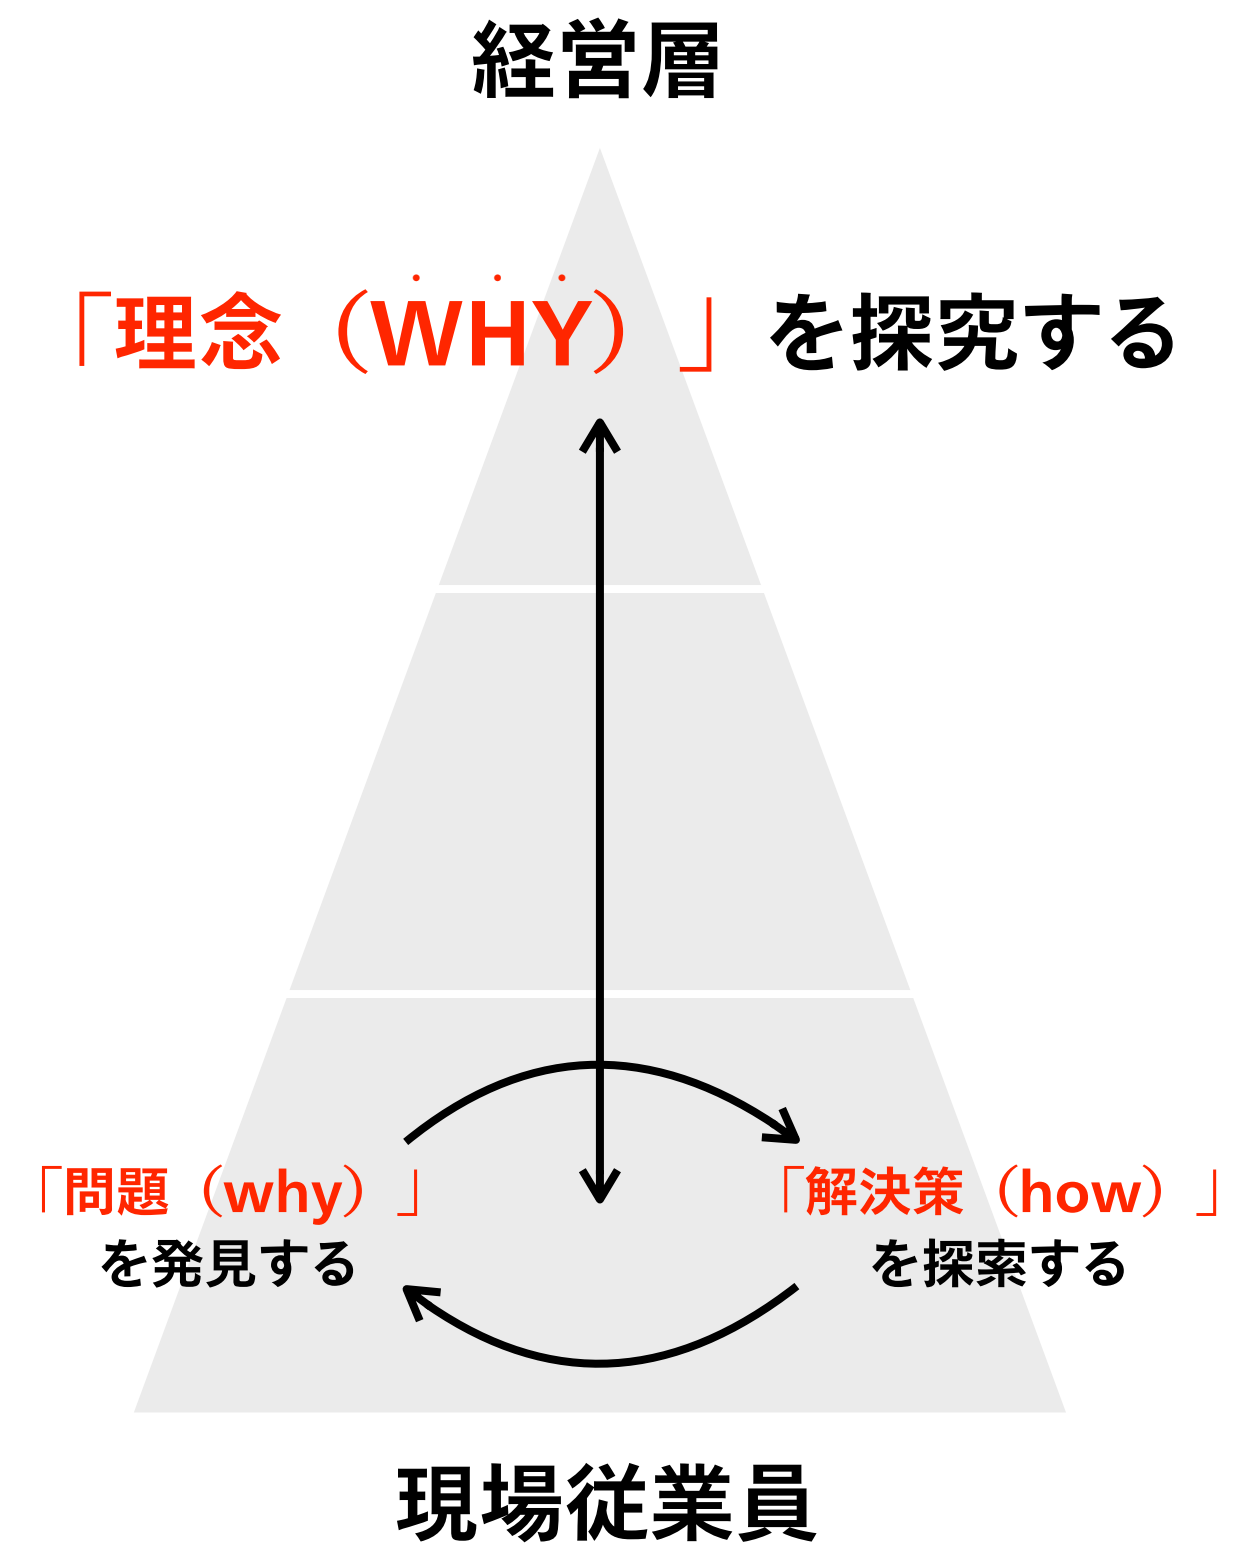 経営層
「理念（WHY）」を探究する
「問題（why）」
を発見する
「解決策（how）」
を探索する
現場従業員